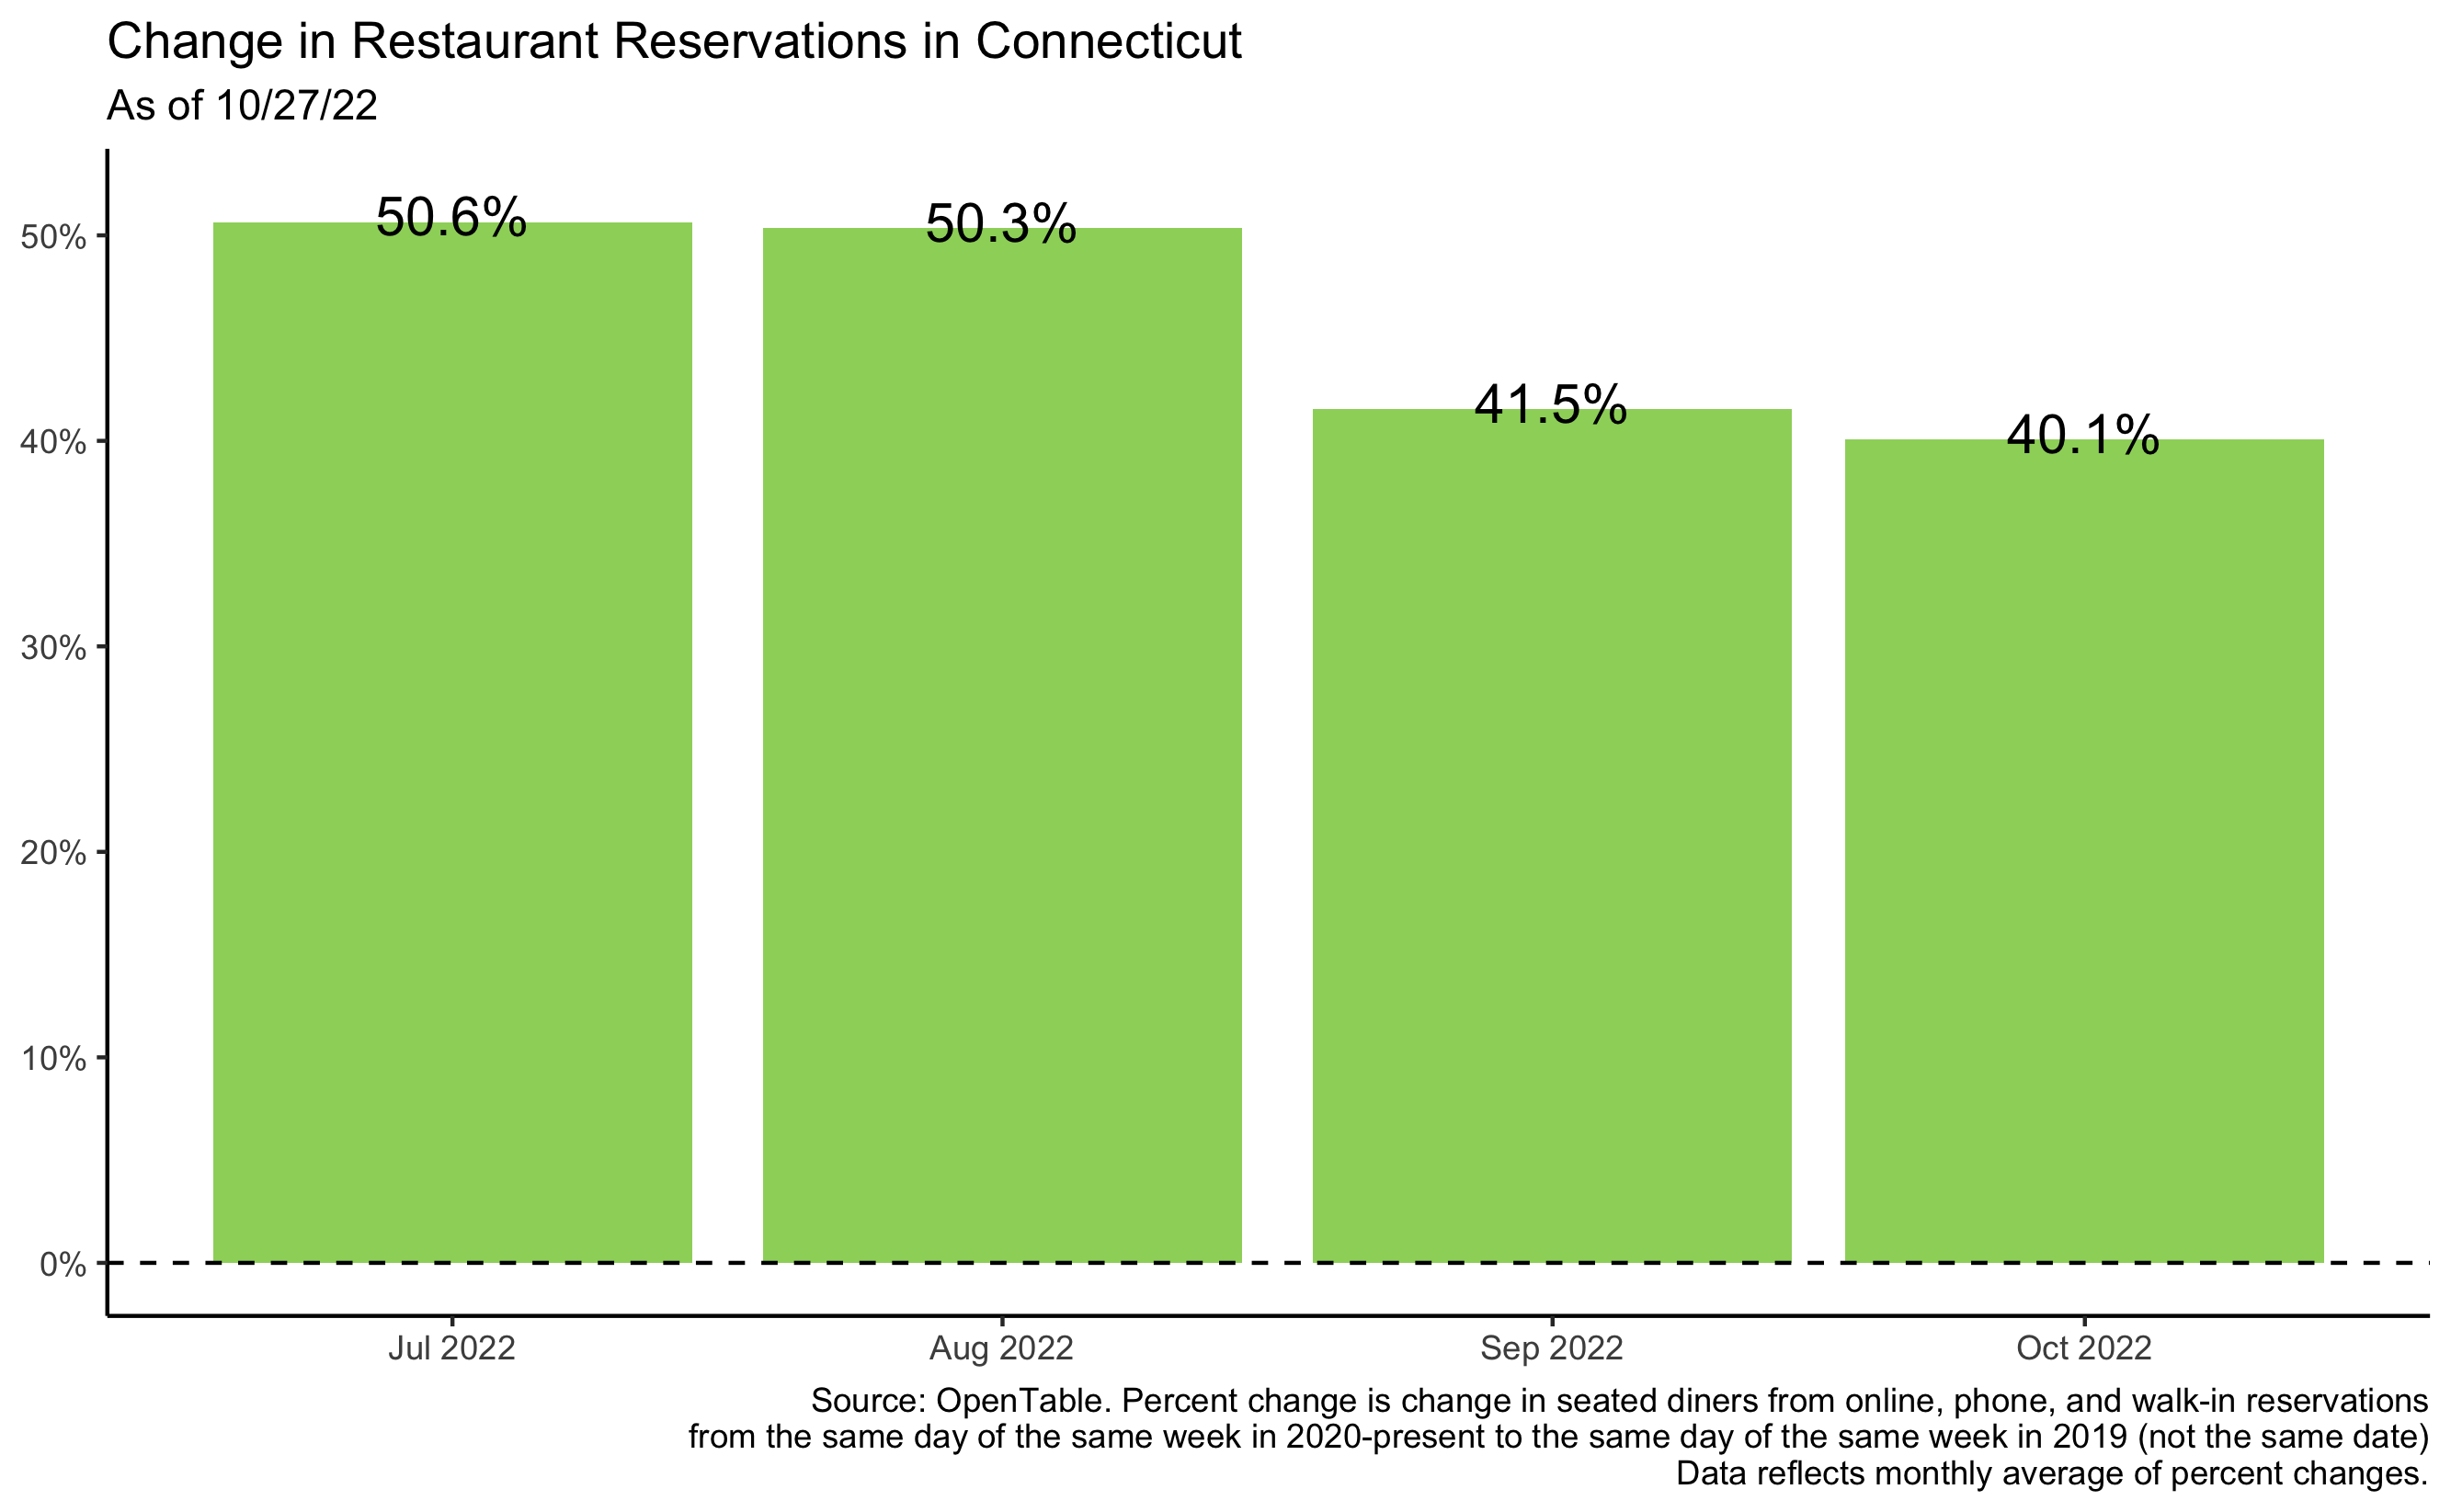 Change in Restaurant Reservations in Connecticut
As of 10/27/22
50.6%
50.3%
41.5%
40.1%
50%
40%
30%
20%
10%
0%
Jul 2022
Aug 2022
Sep 2022
Oct 2022
Source: OpenTable. Percent change is change in seated diners from online, phone, and walk-in reservations
from the same day of the same week in 2020-present to the same day of the same week in 2019 (not the same date)
Data reflects monthly average of percent changes.